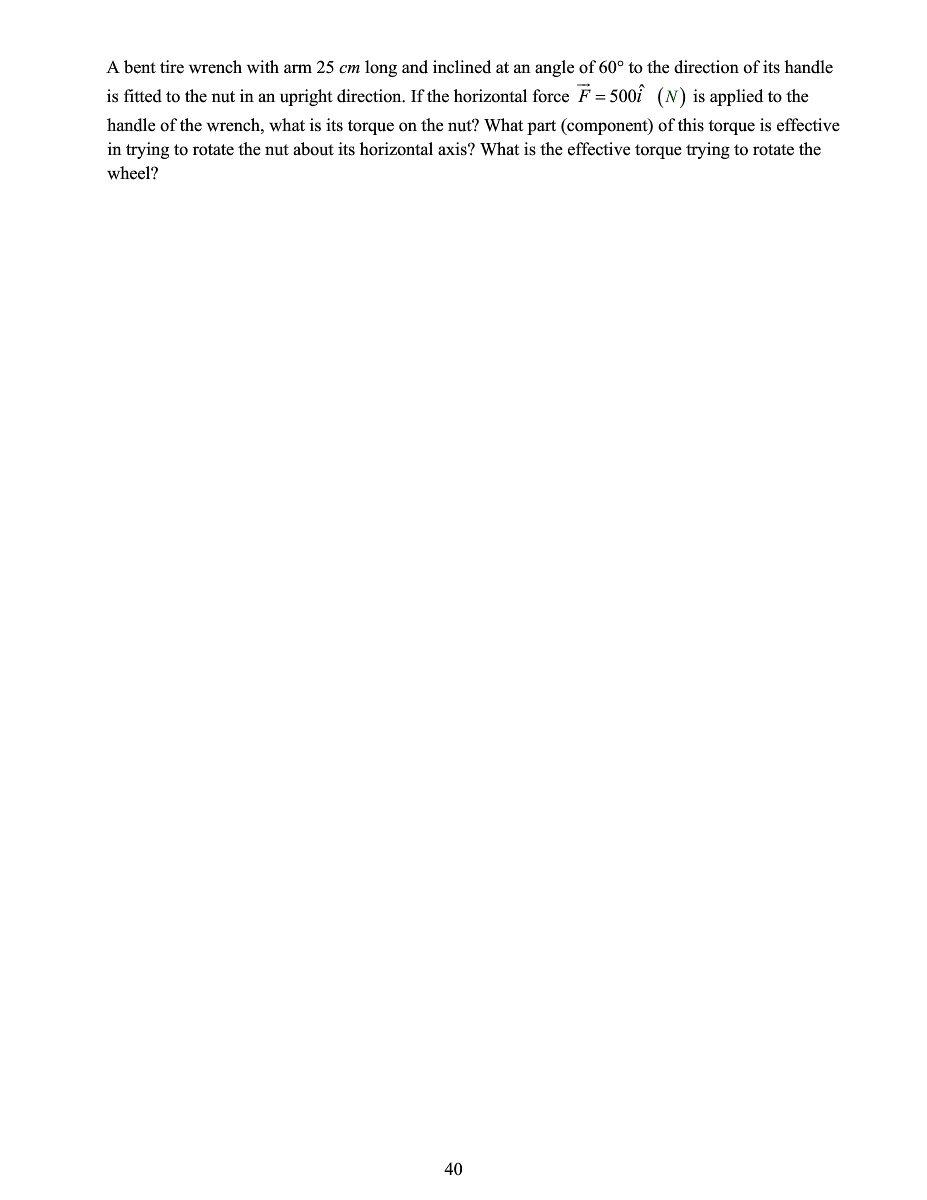 A bent tire wrench with arm 25 cm long and inclined at an angle of 60° to the direction of its handle
is fitted to the nut in an upright direction. If the horizontal force F⃗ = 500î (N) is applied to the
handle of the wrench, what is its torque on the nut? What part (component) of this torque is effective
in trying to rotate the nut about its horizontal axis? What is the effective torque trying to rotate the
wheel?
40